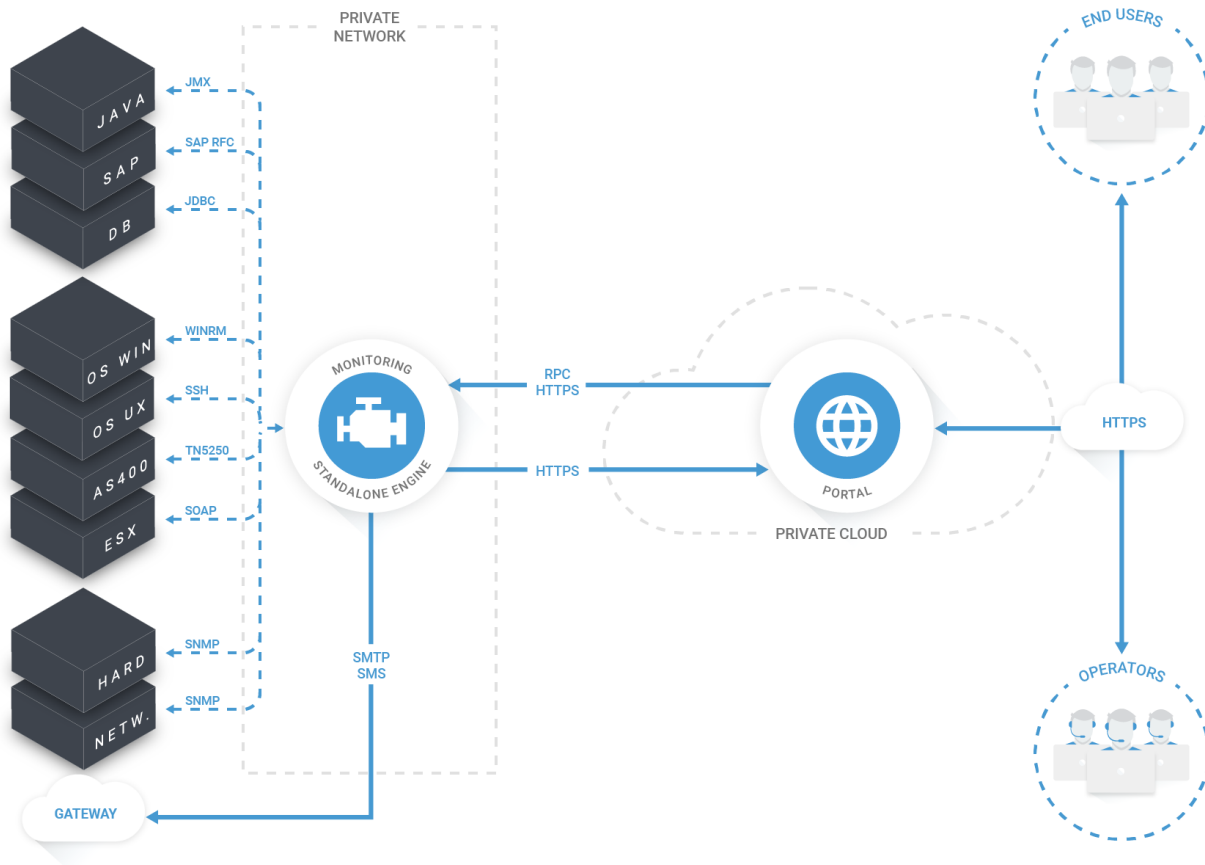 PRIVATE
NETWORK
END USERS
JMX
JAVA
SAP RFC
SAP
JDBC
DB
WINRM
OS WIN
SSH
OS UX
TN5250
AS400
SOAP
ESX
MONITORING
STANDALONE ENGINE
RPC
HTTPS
HTTPS
PORTAL
PRIVATE CLOUD
HTTPS
SNMP
HARD
SNMP
NETW.
SMTP
SMS
OPERATORS
GATEWAY